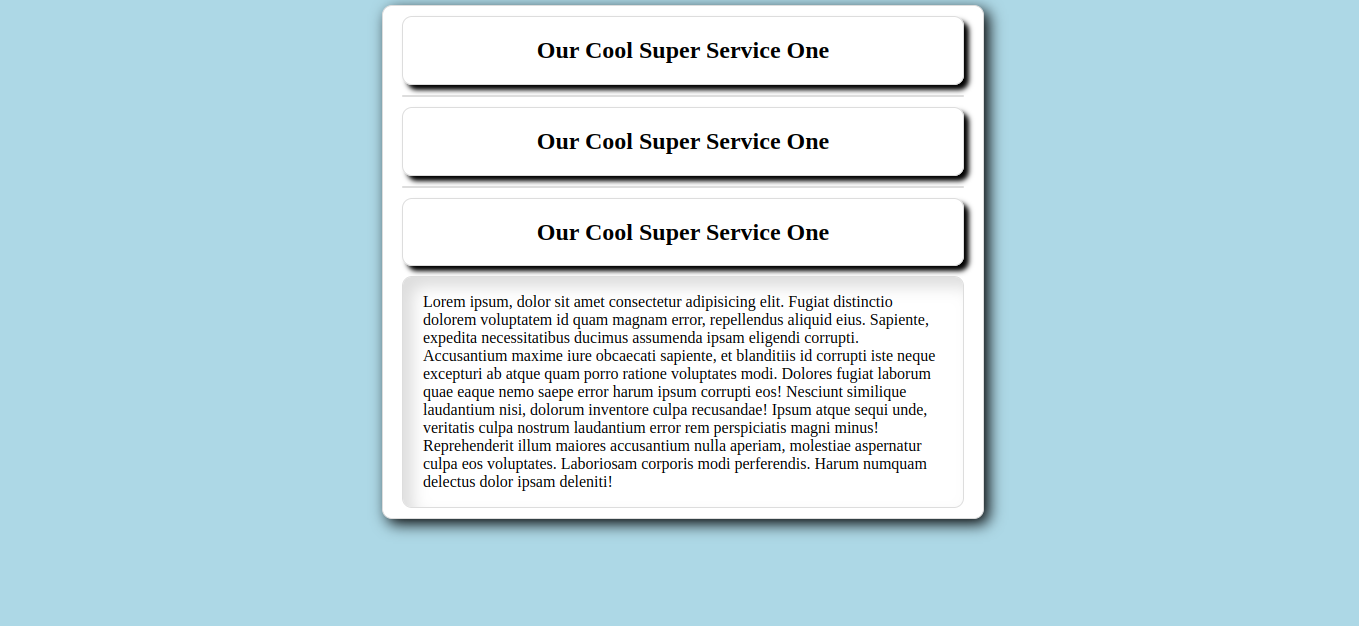 Our Cool Super Service One
Our Cool Super Service One
Our Cool Super Service One
Lorem ipsum, dolor sit amet consectetur adipisicing elit. Fugiat distinctio
dolorem voluptatem id quam magnam error, repellendus aliquid eius. Sapiente,
expedita necessitatibus ducimus assumenda ipsam eligendi corrupti.
Accusantium maxime iure obcaecati sapiente, et blanditiis id corrupti iste neque
excepturi ab atque quam porro ratione voluptates modi. Dolores fugiat laborum
quae eaque nemo saepe error harum ipsum corrupti eos! Nesciunt similique
laudantium nisi, dolorum inventore culpa recusandae! Ipsum atque sequi unde,
veritatis culpa nostrum laudantium error rem perspiciatis magni minus!
Reprehenderit illum maiores accusantium nulla aperiam, molestiae aspernatur
culpa eos voluptates. Laboriosam corporis modi perferendis. Harum numquam
delectus dolor ipsam deleniti!